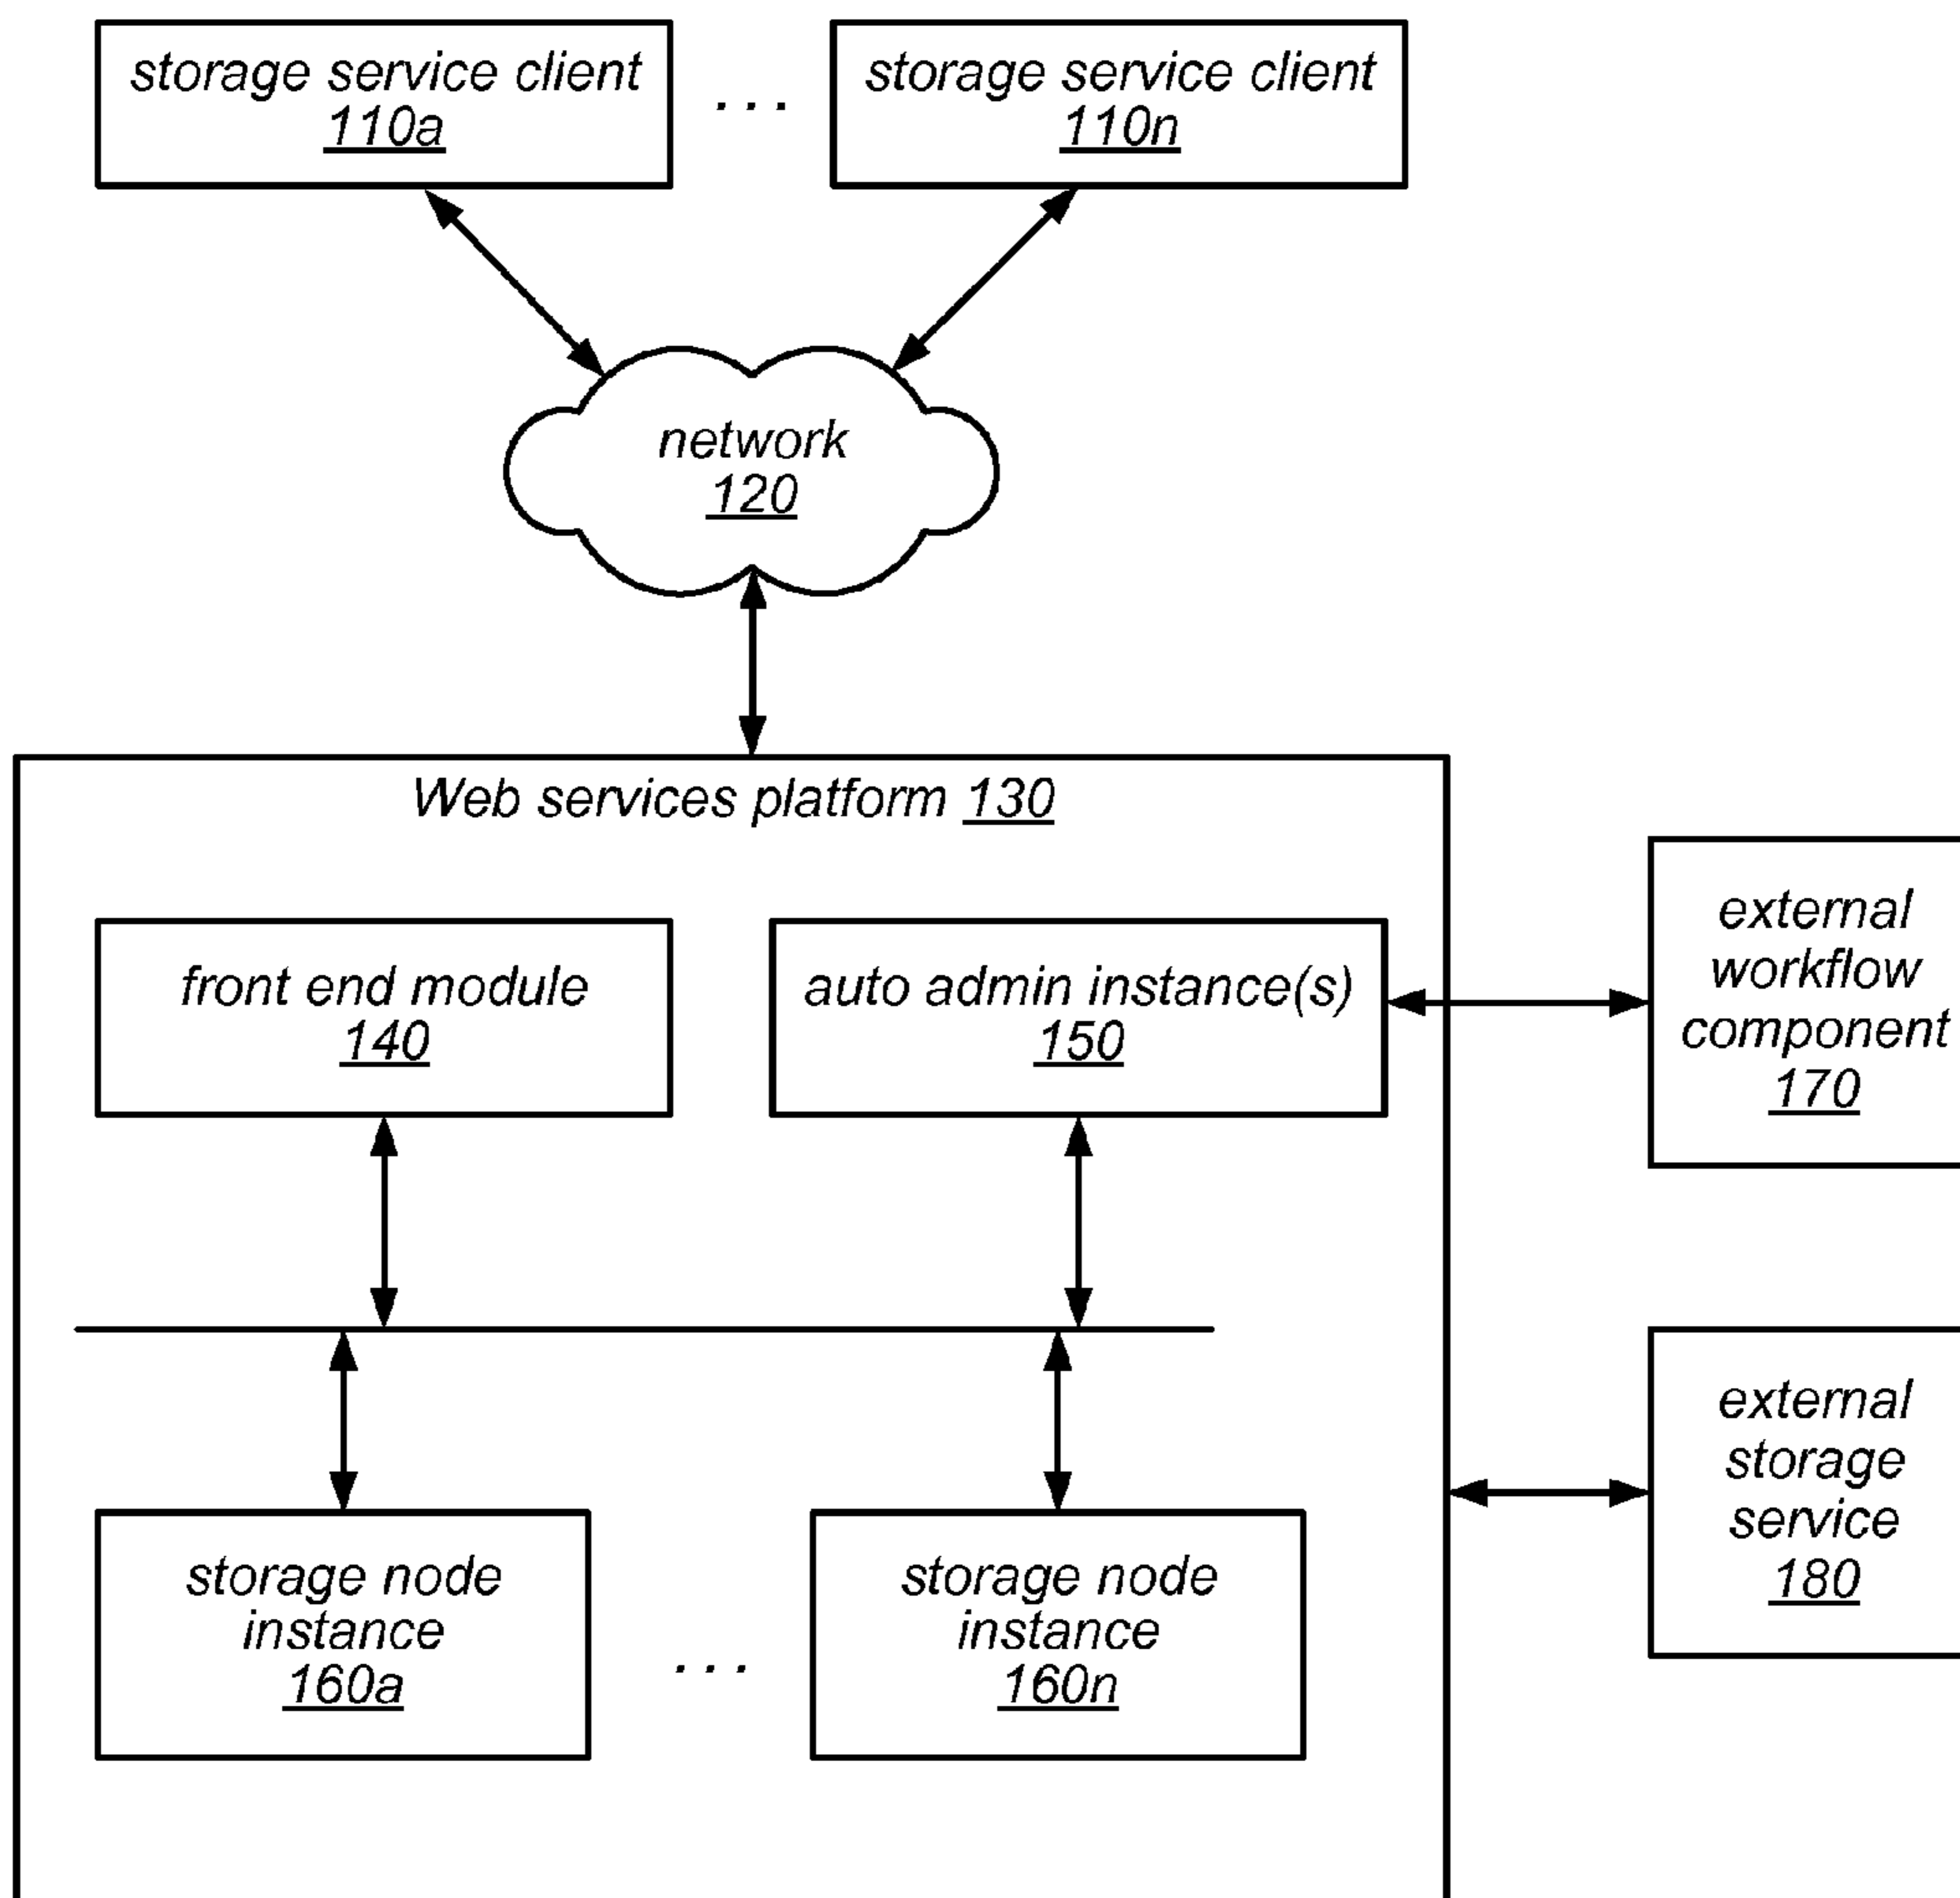 storage service client
110a
. . .
storage service client
110n
network
120
Web services platform 130
front end module
140
auto admin instance(s)
150
external
workflow
component
170
external
storage
service
180
storage node
instance
160a
. . .
storage node
instance
160n